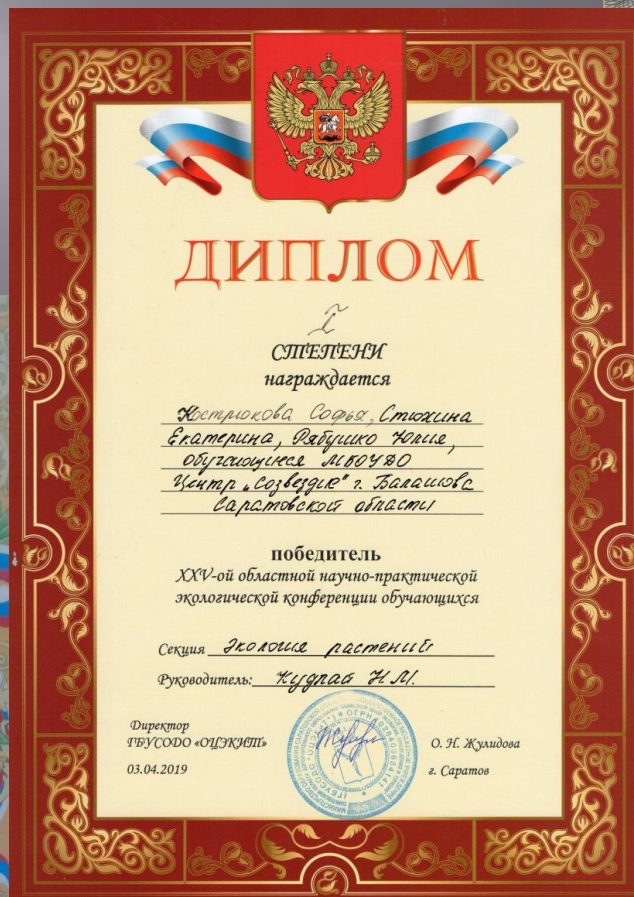 ДИПЛОМ
I
СТЕПЕНИ
награждается
Кострюкова Софья, Стюхина
Екатерина, Рябушко Юлия,
обучающиеся МБОУДО
Центр „Созвездие" г. Балашова
Саратовской области
победитель
XXV-ой областной научно-практической
экологической конференции обучающихся
Секция Экология растений
Руководитель: Кудрай Н.М.
Директор
ГБУСОДО «ОЦЭКИТ»
О. Н. Жулидова
03.04.2019
г. Саратов